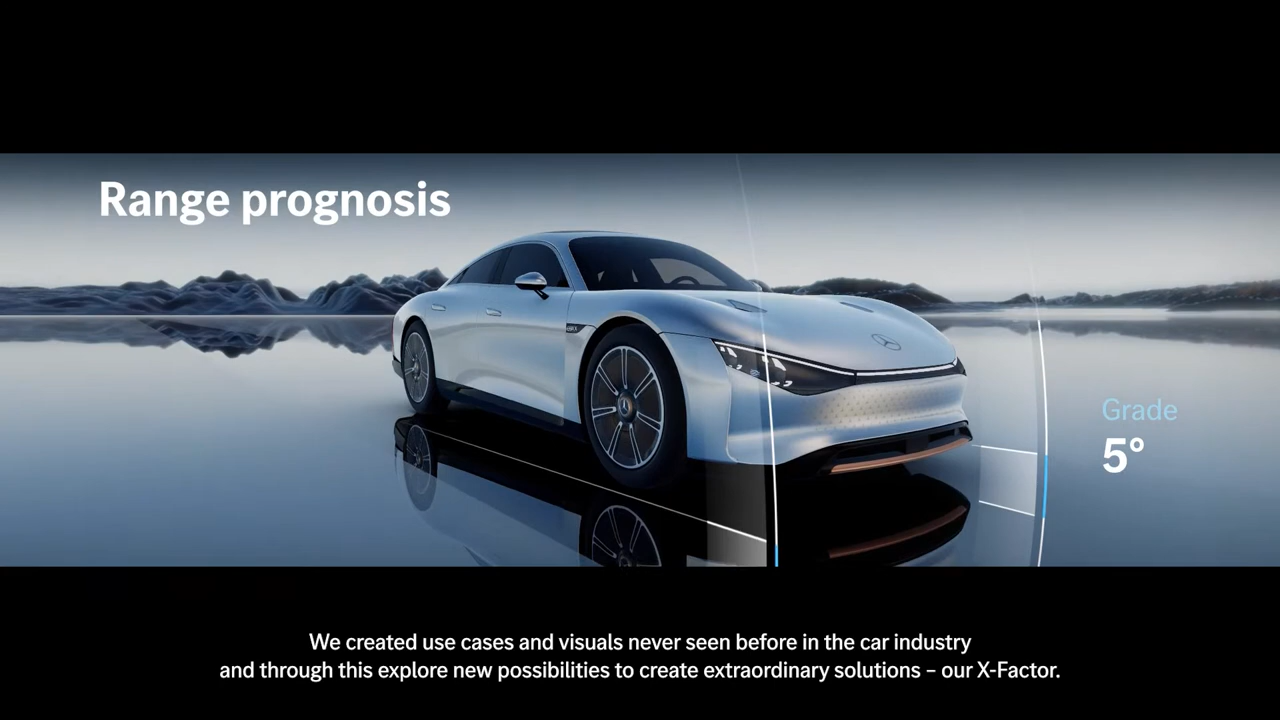 Range prognosis
Grade
5°
We created use cases and visuals never seen before in the car industry
and through this explore new possibilities to create extraordinary solutions – our X-Factor.